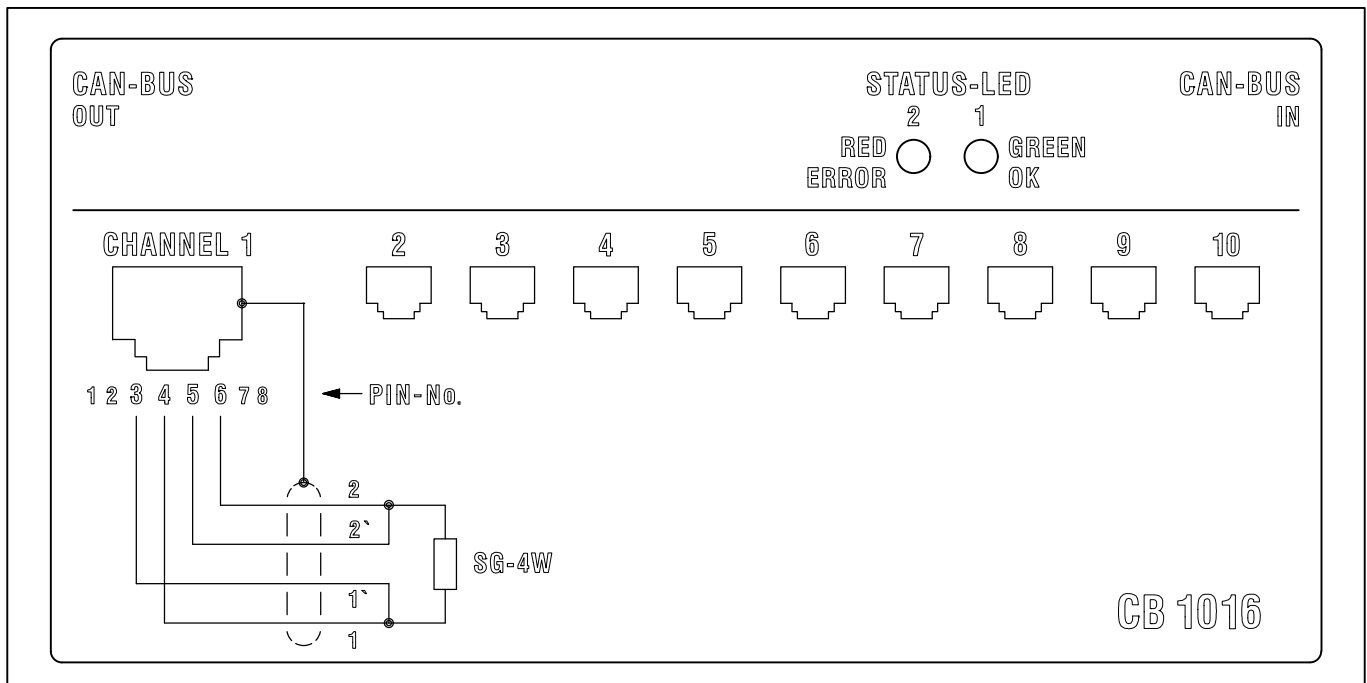 CAN-BUS
OUT
STATUS-LED
2 1
RED
ERROR
GREEN
OK
CAN-BUS
IN
CHANNEL 1 2 3 4 5 6 7 8 9 10
1 2 3 4 5 6 7 8
PIN-No.
2
2`
SG-4W
1`
1
CB 1016